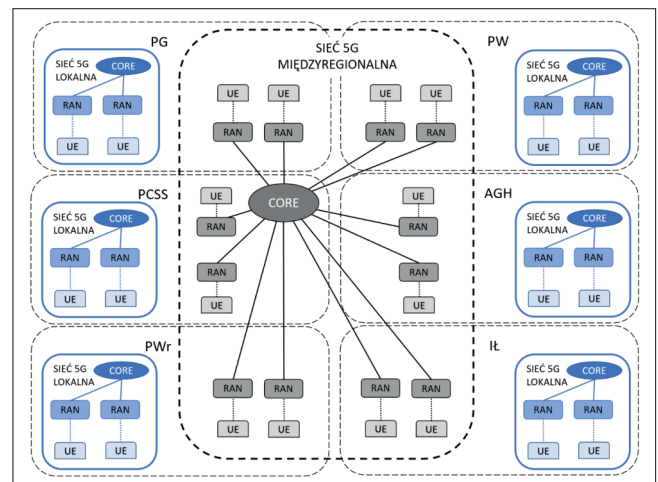 PG
SIEĆ 5G
MIĘDZYREGIONALNA
PW
SIEĆ 5G
LOKALNA
CORE
RAN
RAN
UE
UE
UE
UE
RAN
RAN
UE
UE
RAN
RAN
SIEĆ 5G
LOKALNA
CORE
RAN
RAN
UE
UE
PCSS
AGH
SIEĆ 5G
LOKALNA
CORE
RAN
RAN
UE
UE
UE
RAN
RAN
UE
CORE
UE
RAN
RAN
UE
SIEĆ 5G
LOKALNA
CORE
RAN
RAN
UE
UE
PWr
IŁ
SIEĆ 5G
LOKALNA
CORE
RAN
RAN
UE
UE
RAN
RAN
UE
UE
RAN
RAN
UE
UE
SIEĆ 5G
LOKALNA
CORE
RAN
RAN
UE
UE